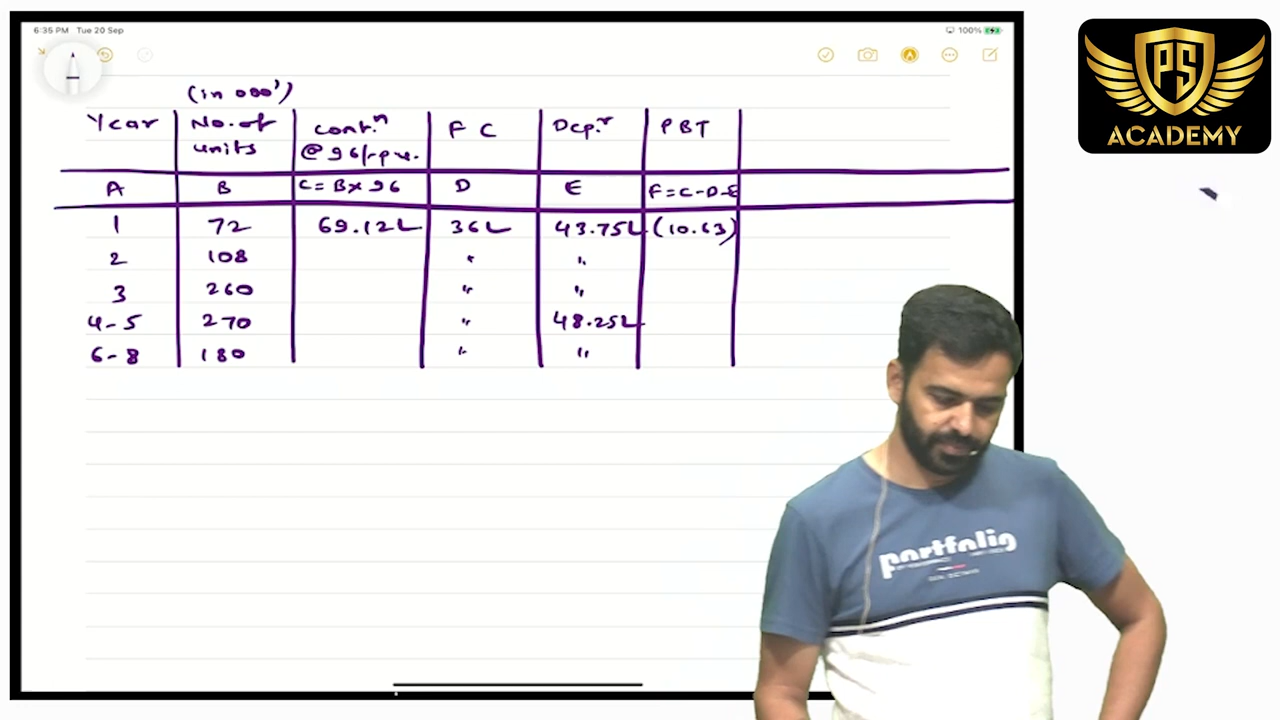 6:35 PM Tue 20 Sep
100%
PS
ACADEMY
(in 000')
Year No. of units Cont.n @ 96/- p.u. F C Dep.n PBT
A B C = B x 96 D E F = C-D-E
1 72 69.12L 36L 43.75L (10.63)
2 108 " "
3 260 " "
4-5 270 " 48.25L
6-8 180 " "
portfolio